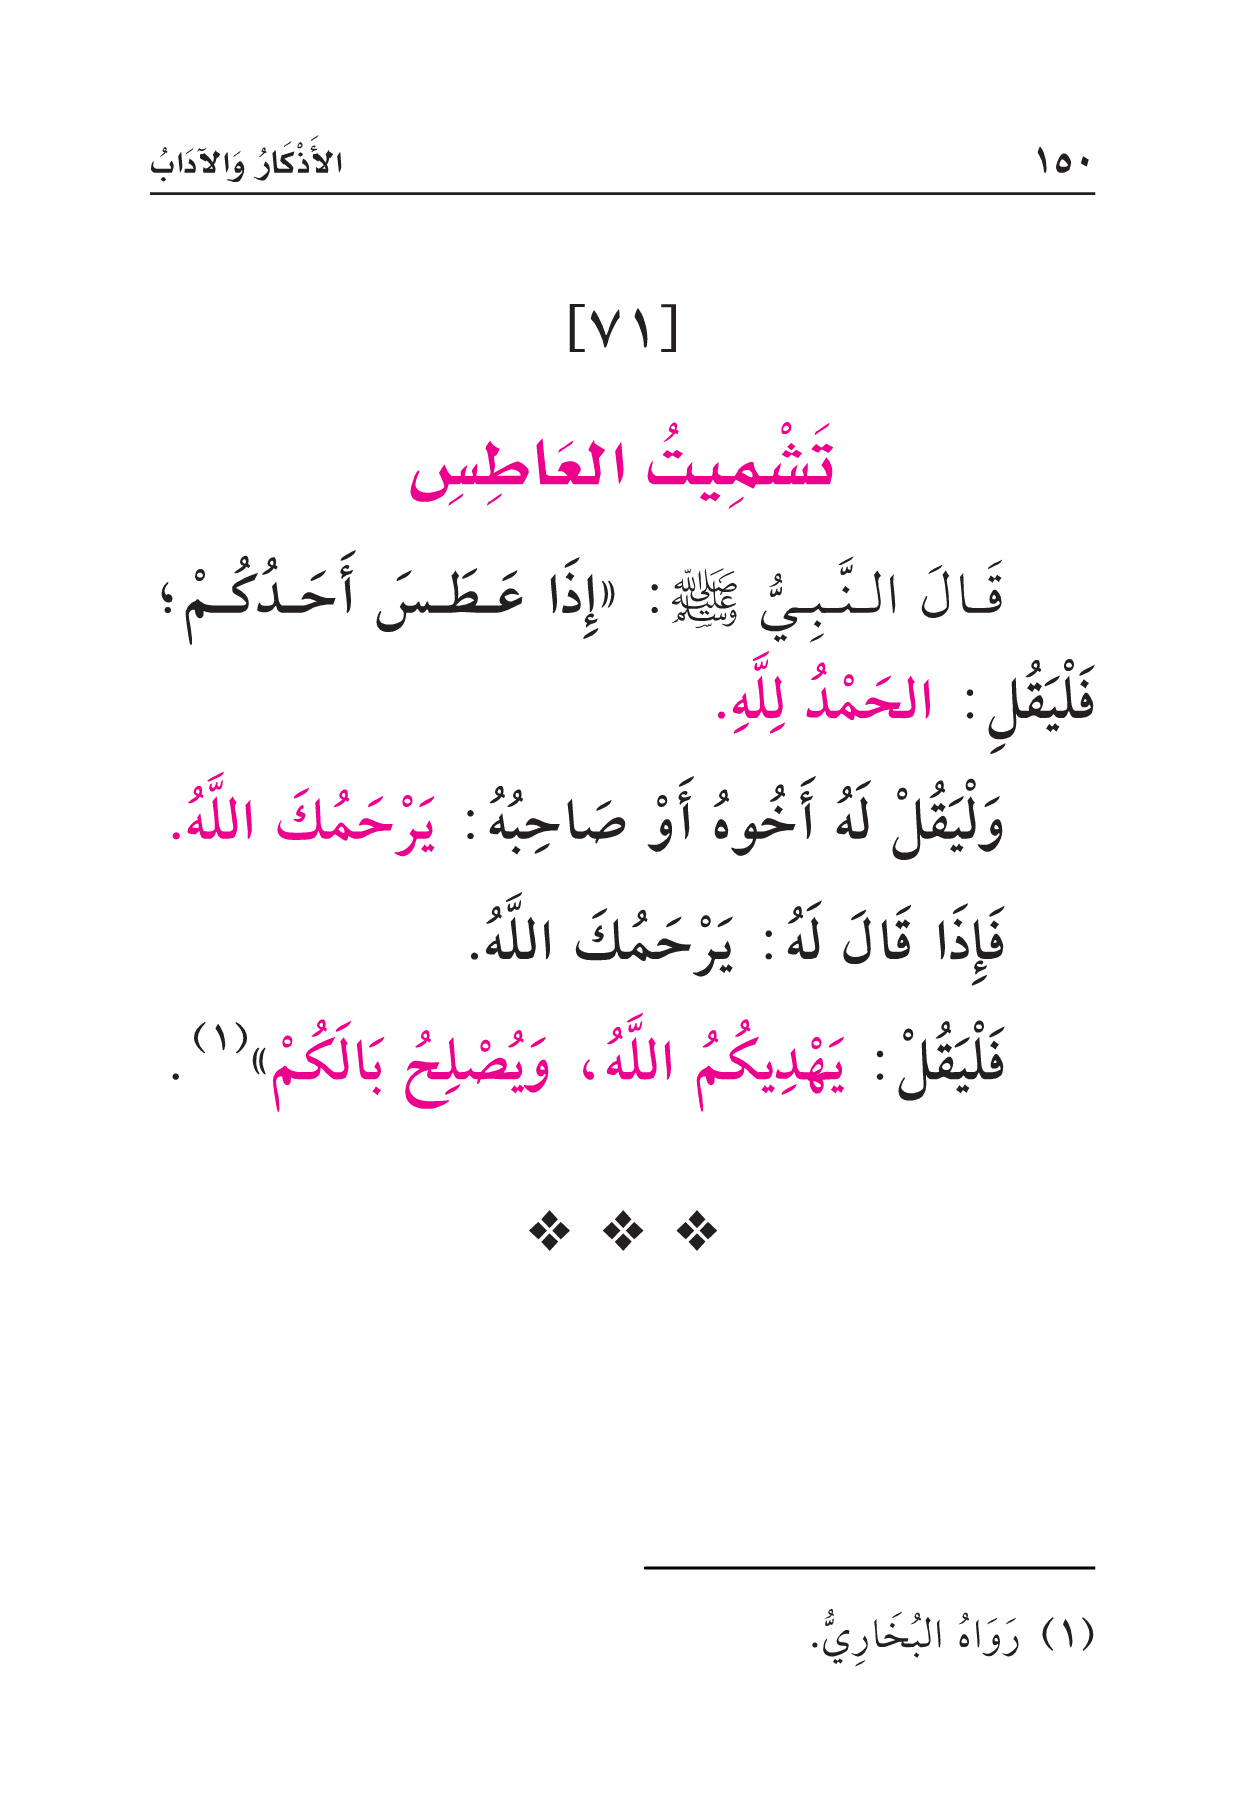 ١٥٠ الأَذْكَارُ وَالآدَابُ
[٧١]
تَشْمِيتُ العَاطِسِ
قَالَ النَّبِيُّ ﷺ: «إِذَا عَطَسَ أَحَدُكُمْ؛
فَلْيَقُلِ: الحَمْدُ لِلَّهِ.
وَلْيَقُلْ لَهُ أَخُوهُ أَوْ صَاحِبُهُ: يَرْحَمُكَ اللَّهُ.
فَإِذَا قَالَ لَهُ: يَرْحَمُكَ اللَّهُ.
فَلْيَقُلْ: يَهْدِيكُمُ اللَّهُ، وَيُصْلِحُ بَالَكُمْ»(١).
(١) رَوَاهُ البُخَارِيُّ.